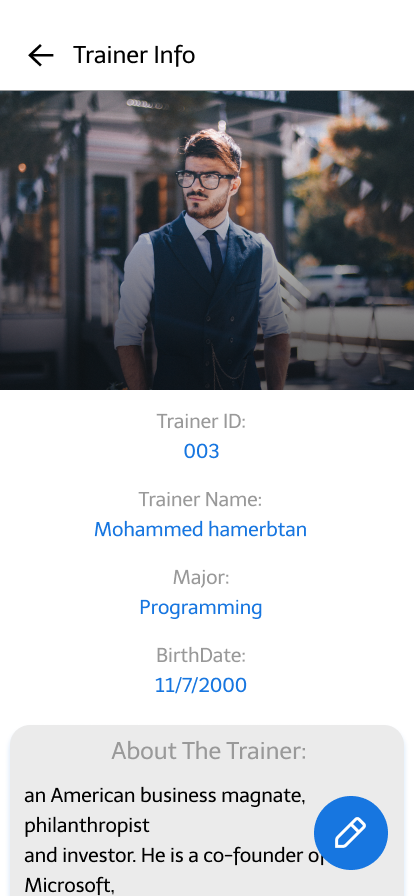 Trainer Info
Trainer ID:
003
Trainer Name:
Mohammed hamerbtan
Major:
Programming
BirthDate:
11/7/2000
About The Trainer:
an American business magnate,
philanthropist
and investor. He is a co-founder of
Microsoft,